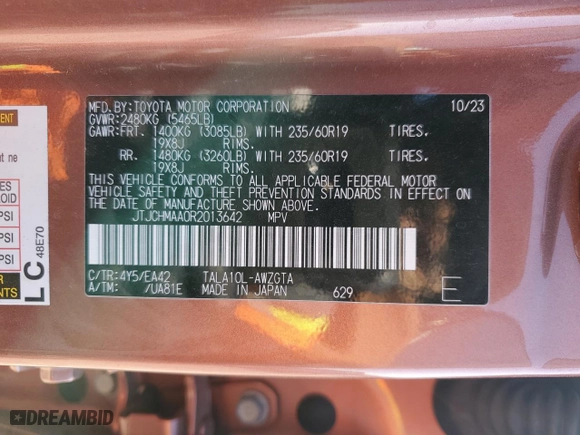 MFD.BY:TOYOTA MOTOR CORPORATION 10/23
GVWR:2480KG (5465LB)
GAWR:FRT. 1400KG (3085LB) WITH 235/60R19 TIRES.
19X8J RIMS.
RR. 1480KG (3260LB) WITH 235/60R19 TIRES.
19X8J RIMS.
THIS VEHICLE CONFORMS TO ALL APPLICABLE FEDERAL MOTOR
VEHICLE SAFETY AND THEFT PREVENTION STANDARDS IN EFFECT ON
THE DATE OF MANUFACTURE SHOWN ABOVE.
JTJCHMAA0R2013642 MPV
C/TR:4Y5/EA42 TALA10L-AWZGTA
A/TM: /UA81E MADE IN JAPAN 629
E
LC 48E70
PSI
PSI
DREAMBID